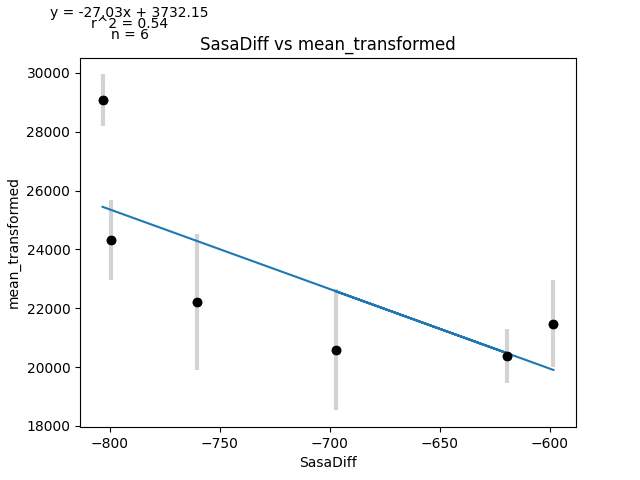 y = -27.03x + 3732.15
r^2 = 0.54
n = 6
SasaDiff vs mean_transformed
30000
28000
26000
24000
22000
20000
18000
mean_transformed
−800
−750
−700
−650
−600
SasaDiff